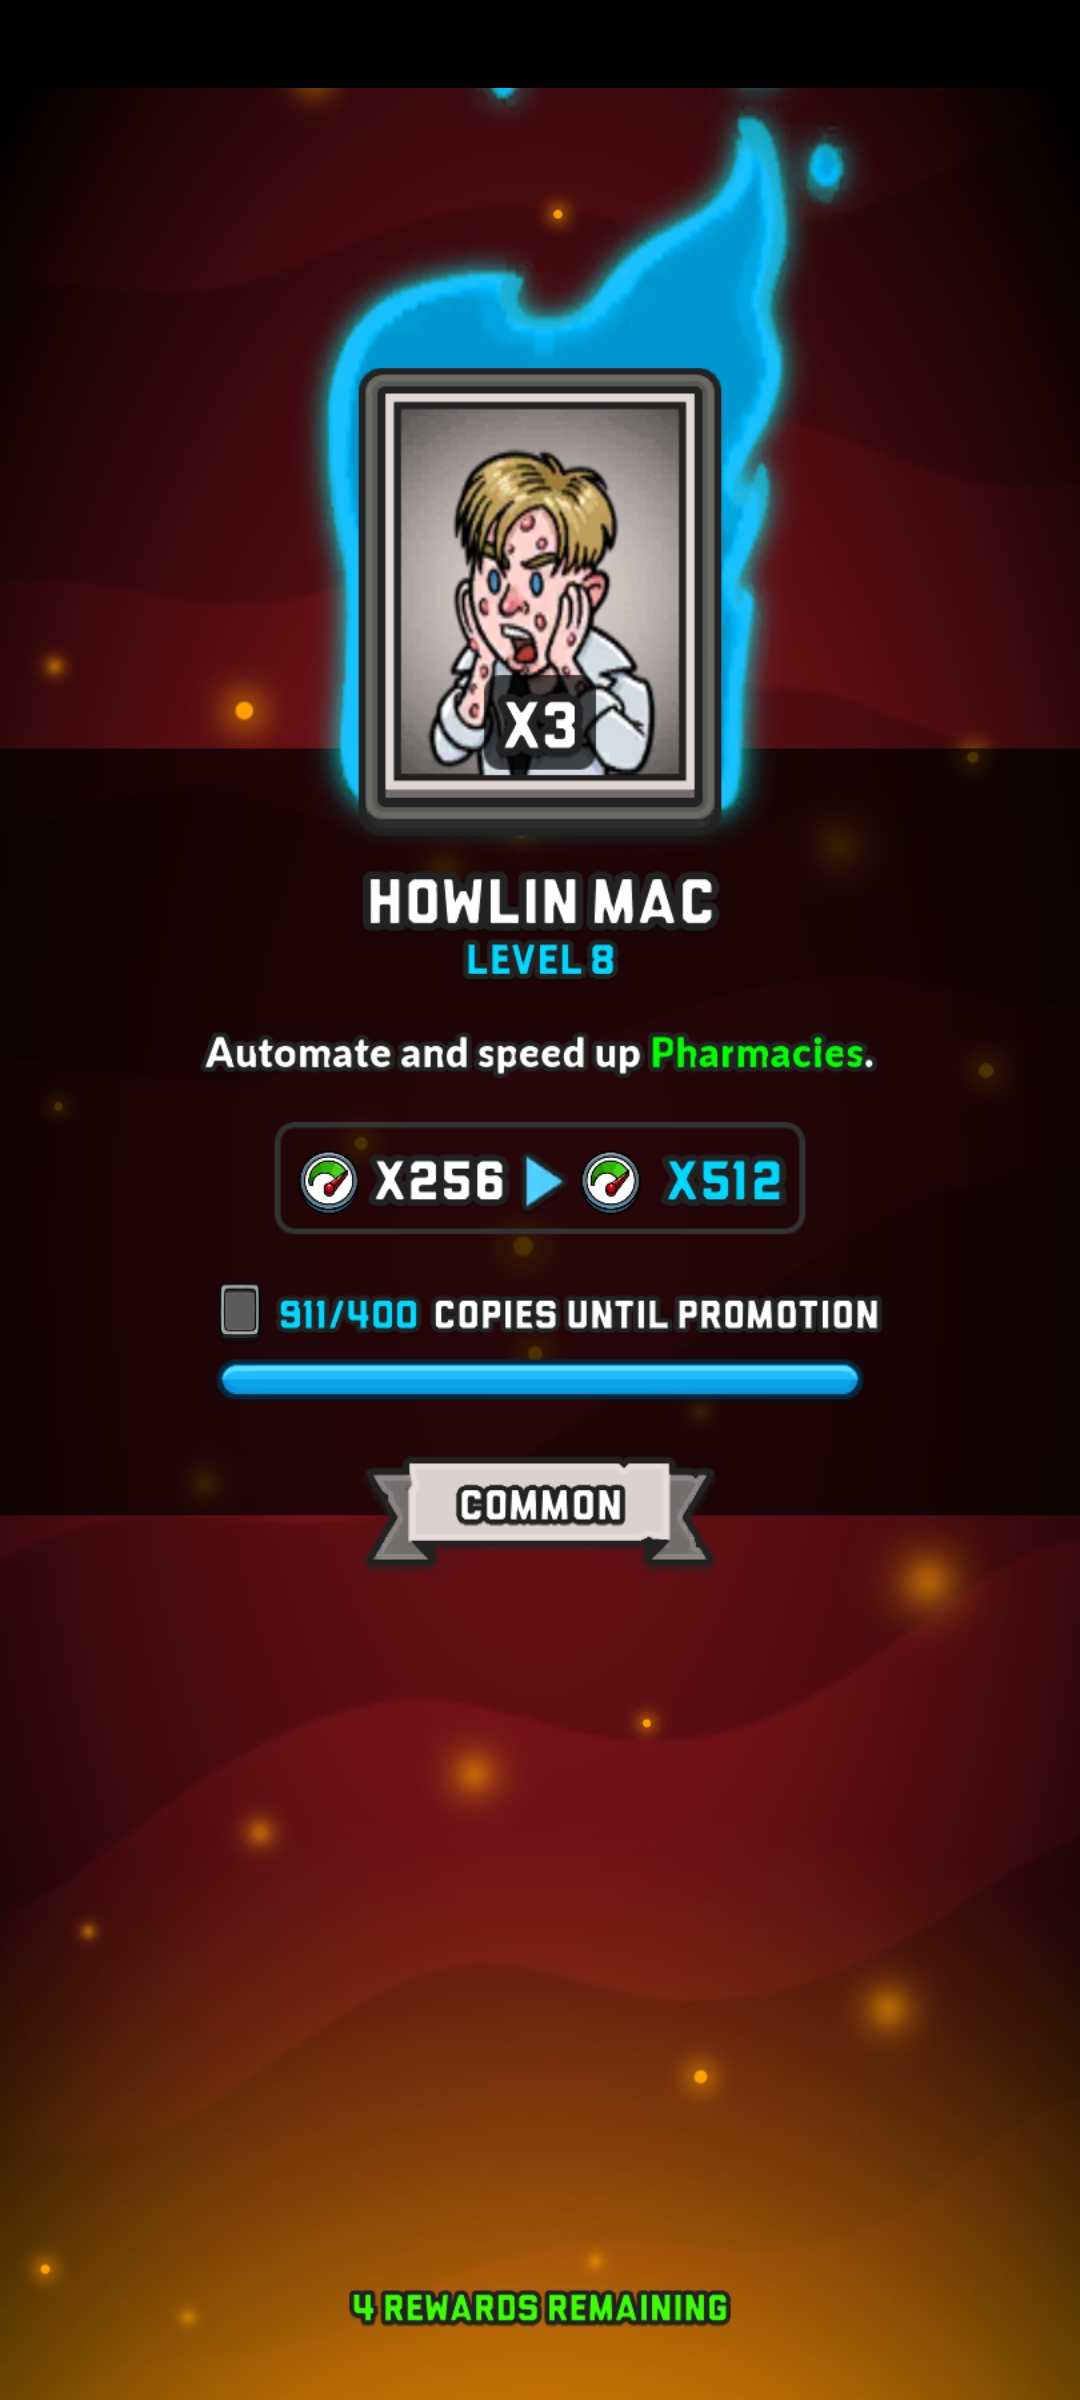 X3
HOWLIN MAC
LEVEL 8
Automate and speed up Pharmacies.
X256 X512
911/400 COPIES UNTIL PROMOTION
COMMON
4 REWARDS REMAINING